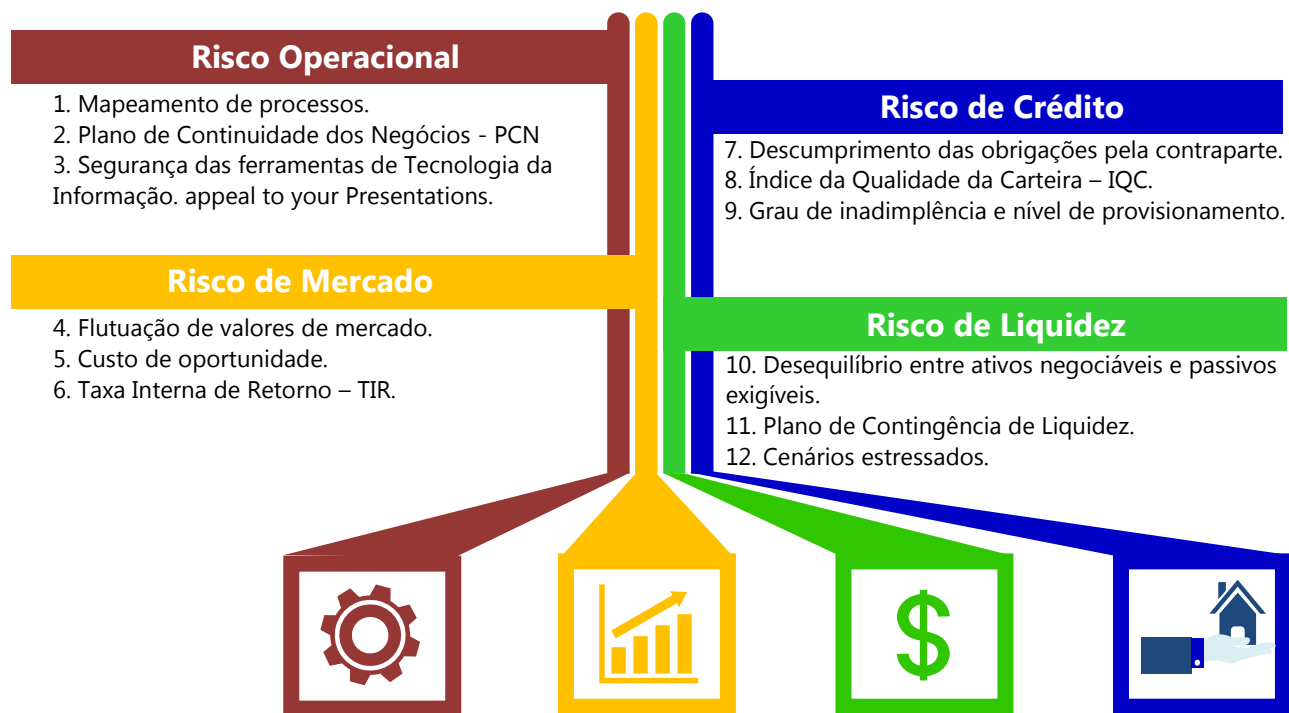 Risco Operacional
1. Mapeamento de processos.
2. Plano de Continuidade dos Negócios - PCN
3. Segurança das ferramentas de Tecnologia da
Informação. appeal to your Presentations.
Risco de Mercado
4. Flutuação de valores de mercado.
5. Custo de oportunidade.
6. Taxa Interna de Retorno – TIR.
Risco de Crédito
7. Descumprimento das obrigações pela contraparte.
8. Índice da Qualidade da Carteira – IQC.
9. Grau de inadimplência e nível de provisionamento.
Risco de Liquidez
10. Desequilíbrio entre ativos negociáveis e passivos
exigíveis.
11. Plano de Contingência de Liquidez.
12. Cenários estressados.
$